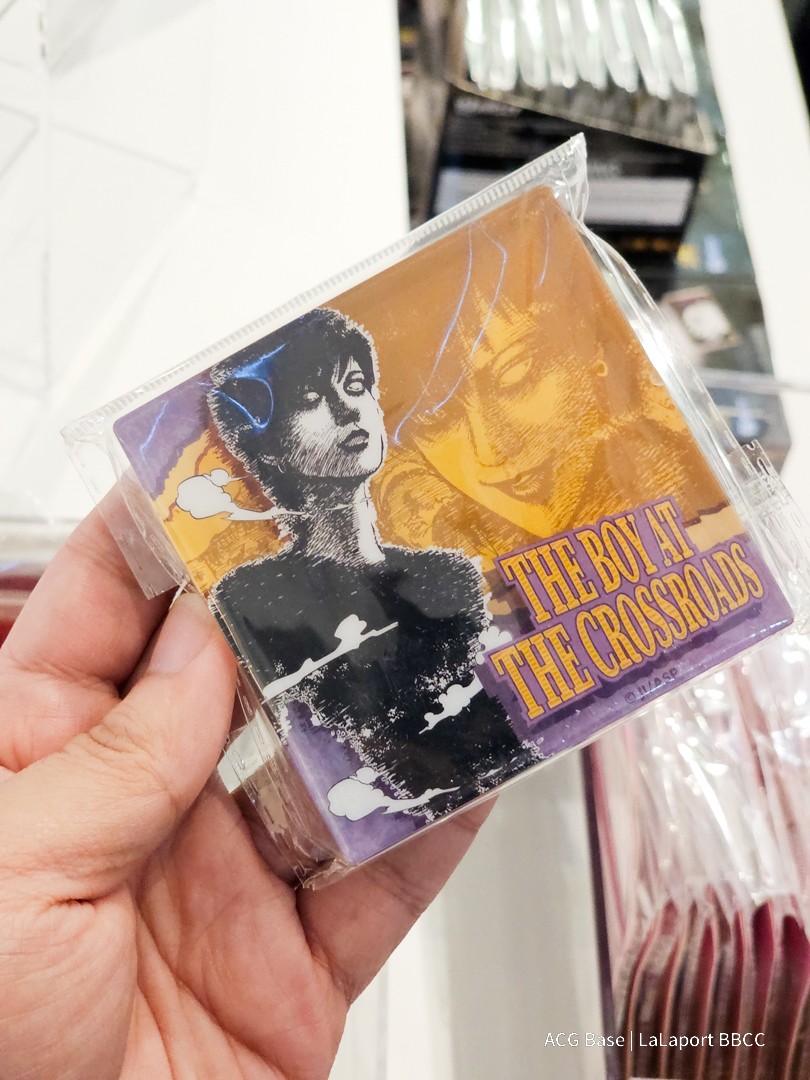 THE BOY AT
THE CROSSROADS
©JI/ASP
ACG Base | LaLaport BBCC